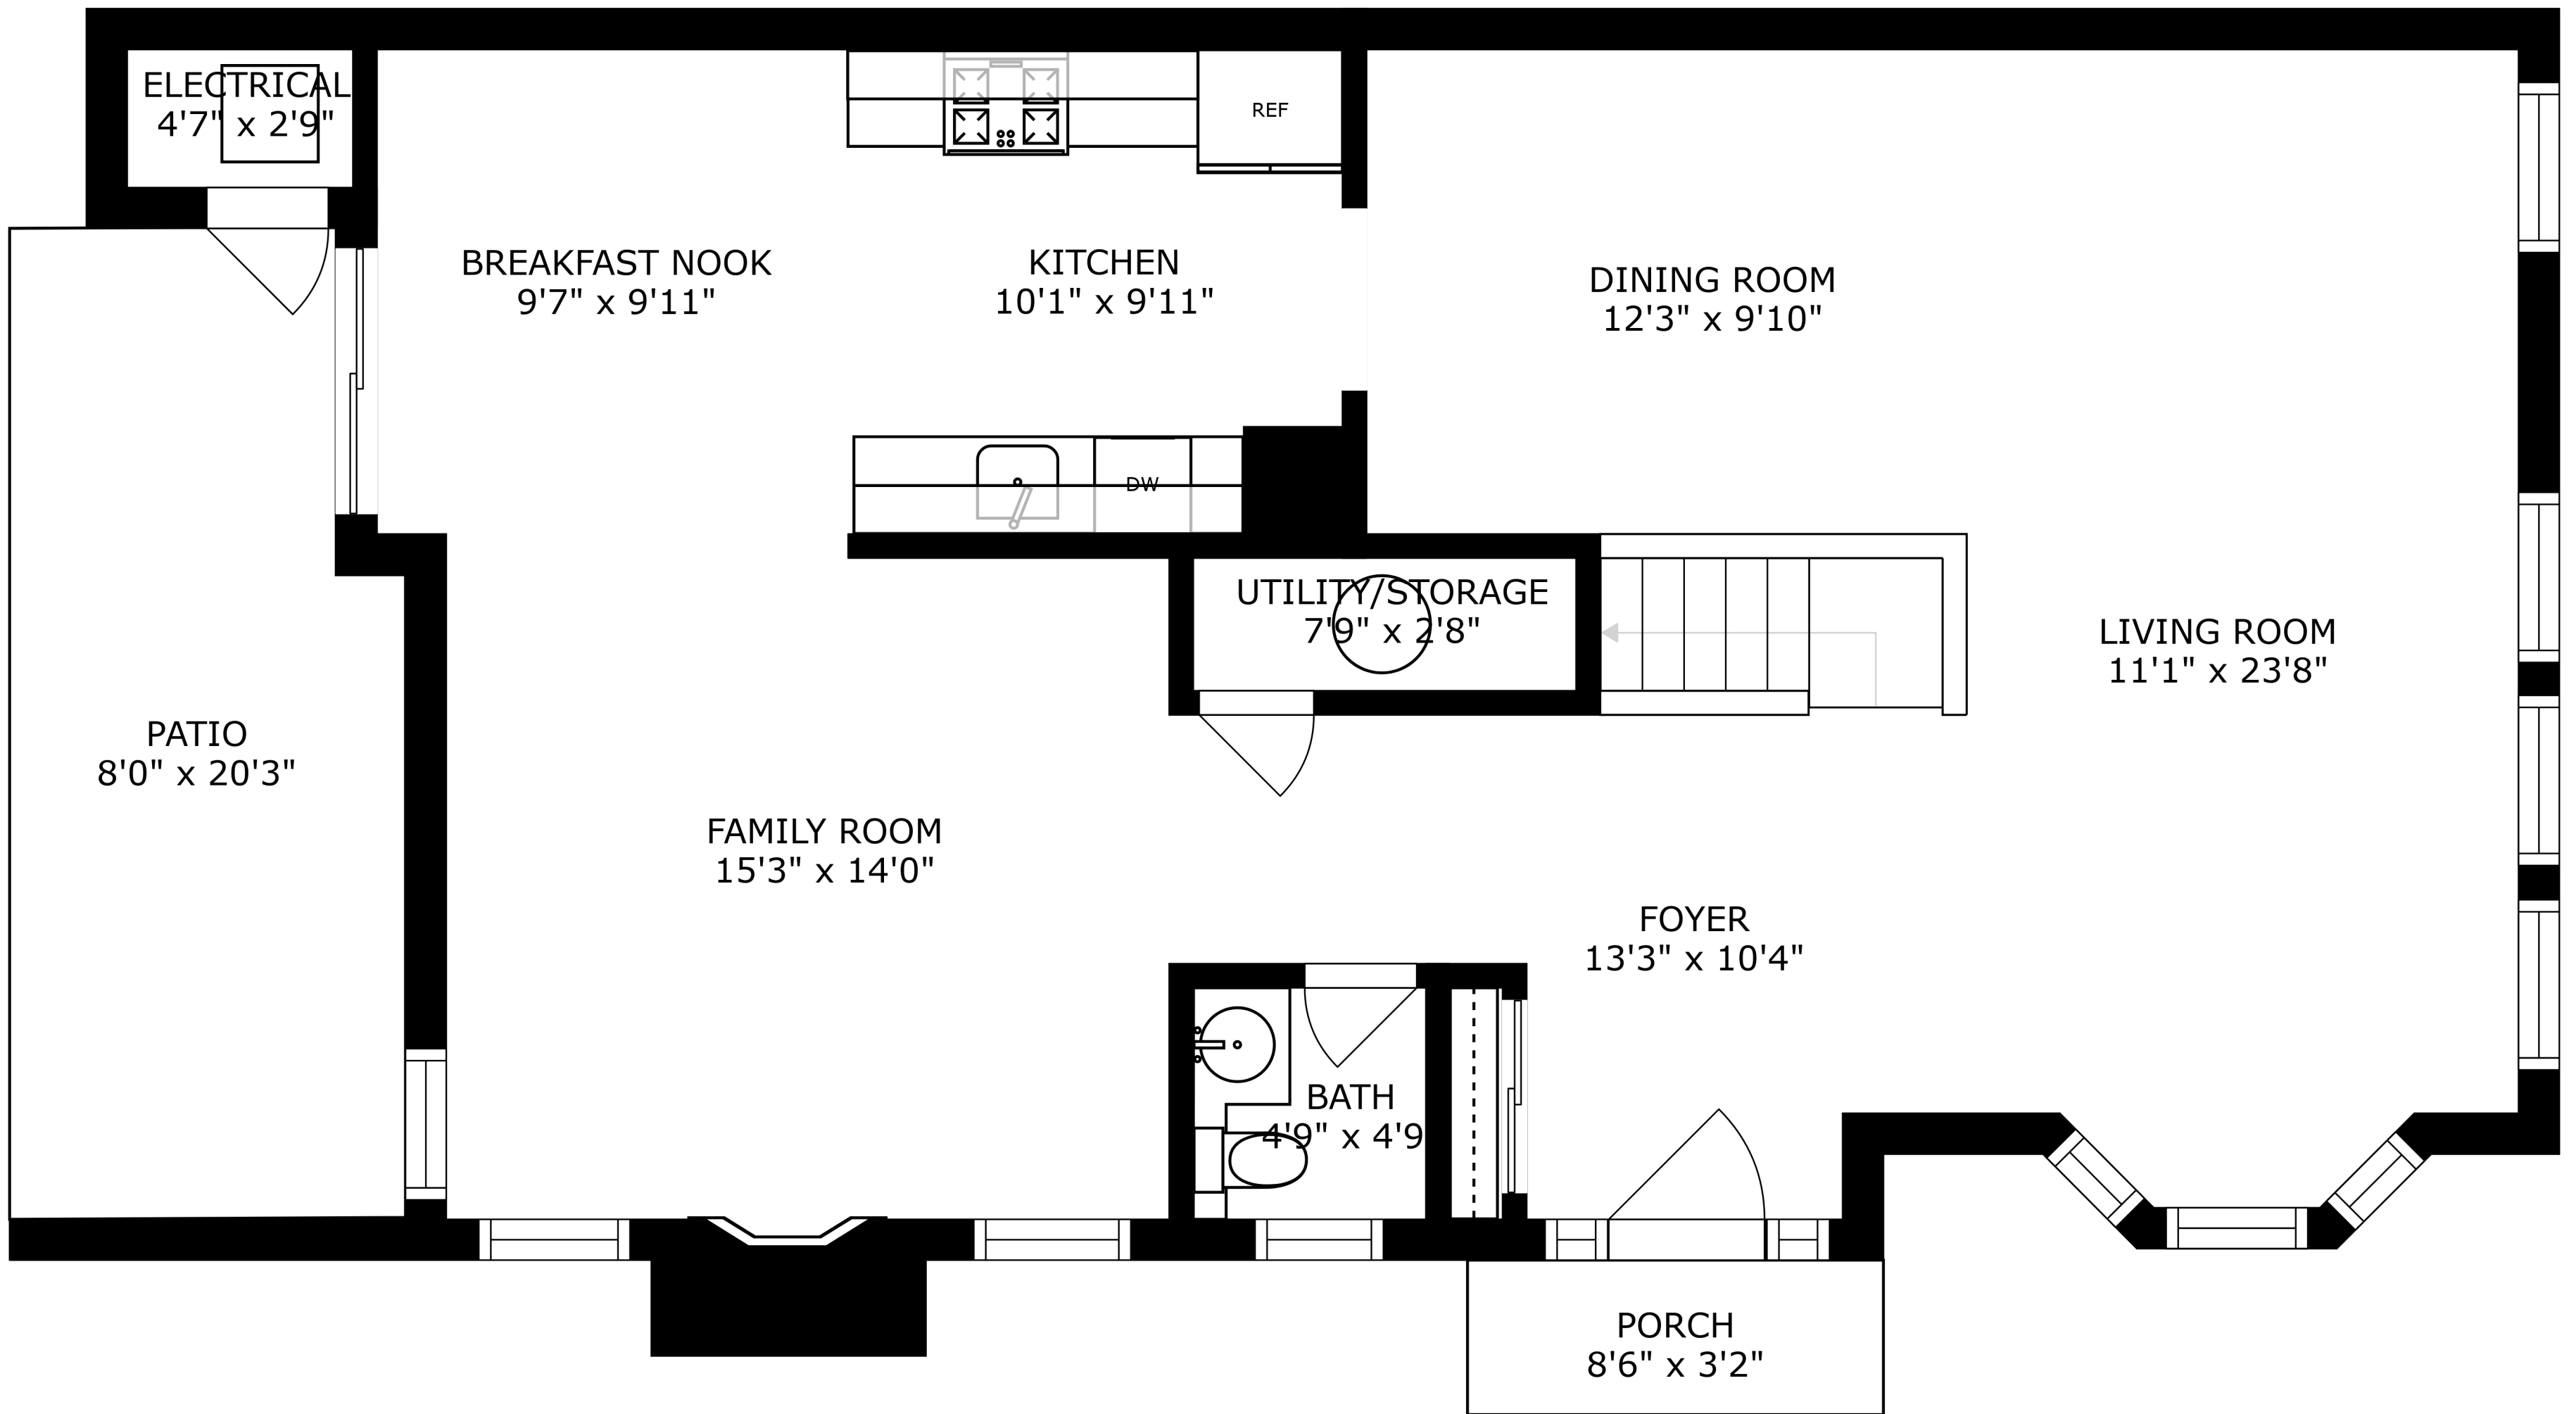 ELECTRICAL
4'7" x 2'9"
REF
BREAKFAST NOOK
9'7" x 9'11"
KITCHEN
10'1" x 9'11"
DINING ROOM
12'3" x 9'10"
DW
UTILITY/STORAGE
7'9" x 2'8"
LIVING ROOM
11'1" x 23'8"
PATIO
8'0" x 20'3"
FAMILY ROOM
15'3" x 14'0"
FOYER
13'3" x 10'4"
BATH
4'9" x 4'9
PORCH
8'6" x 3'2"